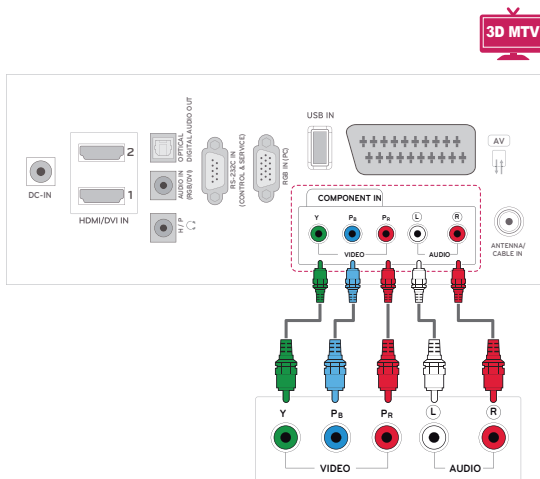 3D MTV
DC-IN
2
1
HDMI/DVI IN
OPTICAL
DIGITAL AUDIO OUT
AUDIO IN
(RGB/DVI)
H / P
RS-232C IN
(CONTROL & SERVICE)
RGB IN (PC)
USB IN
AV
ANTENNA/
CABLE IN
COMPONENT IN
Y PB PR L R
VIDEO AUDIO
Y PB PR L R
VIDEO AUDIO